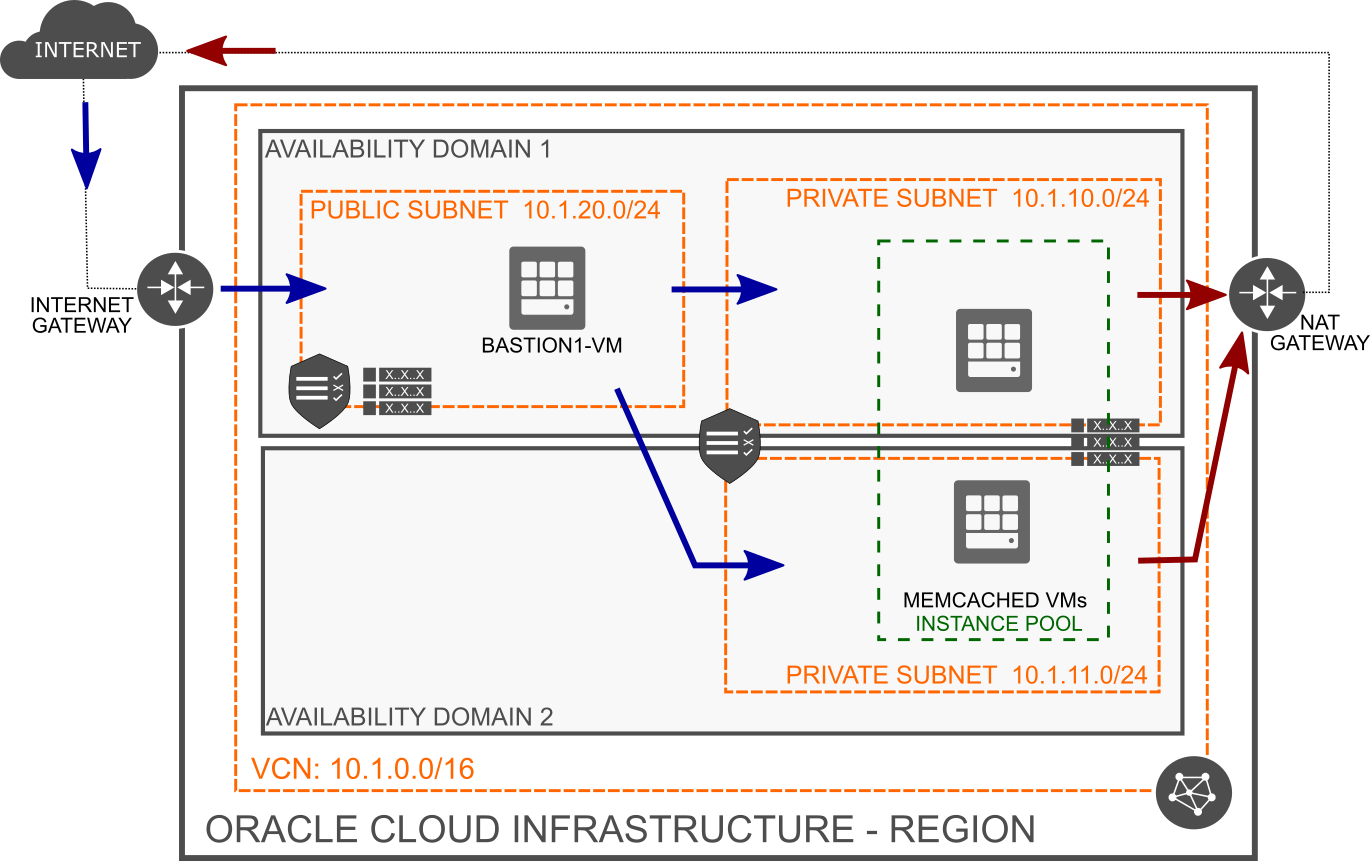 INTERNET
AVAILABILITY DOMAIN 1
PUBLIC SUBNET 10.1.20.0/24
PRIVATE SUBNET 10.1.10.0/24
INTERNET
GATEWAY
BASTION1-VM
NAT
GATEWAY
X..X..X
X..X..X
X..X..X
X..X..X
X..X..X
X..X..X
MEMCACHED VMs
INSTANCE POOL
PRIVATE SUBNET 10.1.11.0/24
AVAILABILITY DOMAIN 2
VCN: 10.1.0.0/16
ORACLE CLOUD INFRASTRUCTURE - REGION